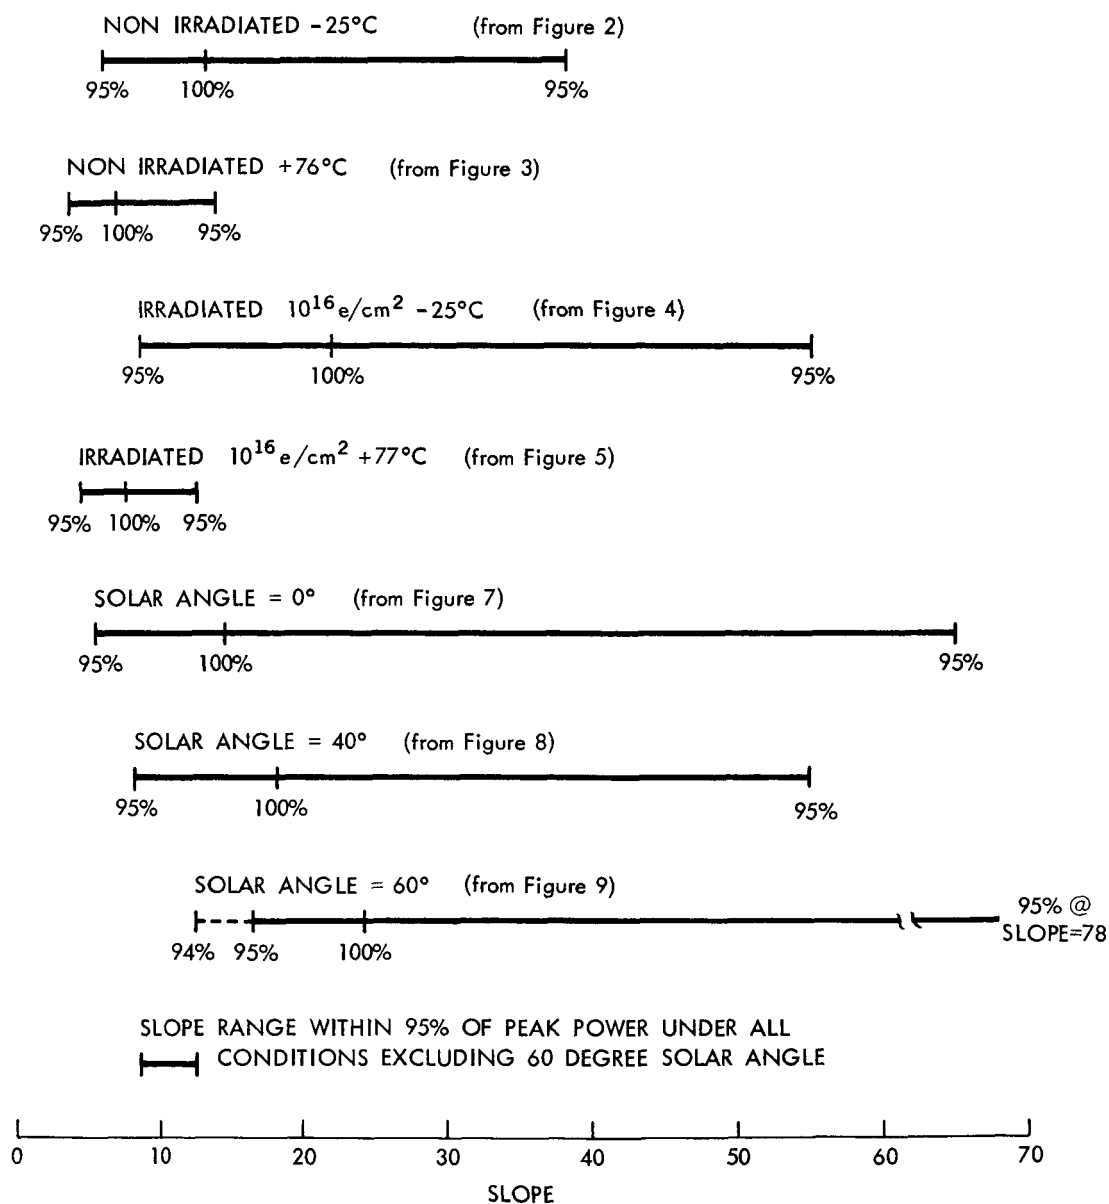 NON IRRADIATED -25°C (from Figure 2)
95% 100% 95%
NON IRRADIATED +76°C (from Figure 3)
95% 100% 95%
IRRADIATED 10¹⁶ e/cm² -25°C (from Figure 4)
95% 100% 95%
IRRADIATED 10¹⁶ e/cm² +77°C (from Figure 5)
95% 100% 95%
SOLAR ANGLE = 0° (from Figure 7)
95% 100% 95%
SOLAR ANGLE = 40° (from Figure 8)
95% 100% 95%
SOLAR ANGLE = 60° (from Figure 9)
95% @
SLOPE=78
94% 95% 100%
SLOPE RANGE WITHIN 95% OF PEAK POWER UNDER ALL
CONDITIONS EXCLUDING 60 DEGREE SOLAR ANGLE
0 10 20 30 40 50 60 70
SLOPE